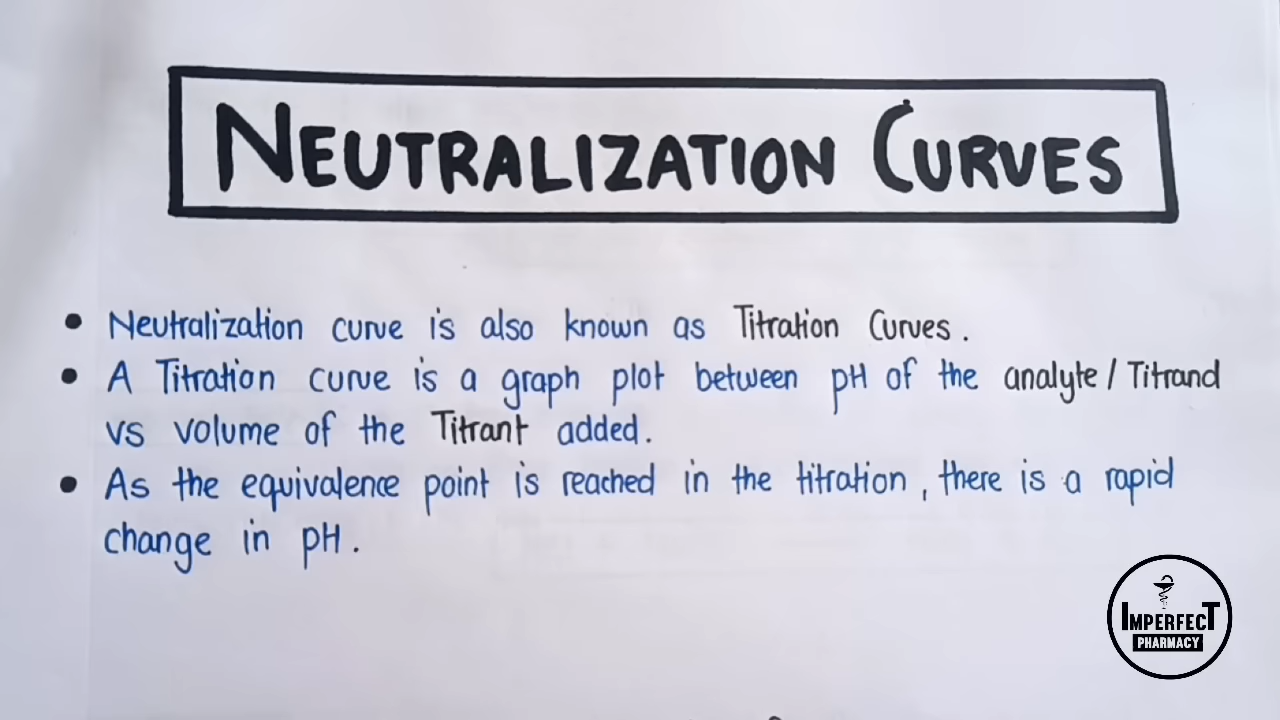 NEUTRALIZATION CURVES
• Neutralization curve is also known as Titration Curves.
• A Titration curve is a graph plot between pH of the analyte / Titrand
vs volume of the Titrant added.
• As the equivalence point is reached in the titration, there is a rapid
change in pH.
IMPERFECT
PHARMACY